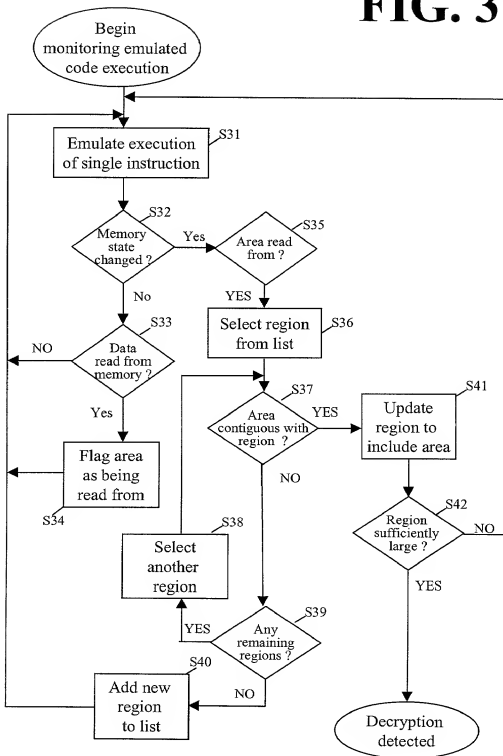 FIG. 3
Begin
monitoring emulated
code execution
S31
Emulate execution
of single instruction
S32
Memory
state
changed ?
Yes
S35
Area read
from ?
No
YES
S33
Data
read from
memory ?
NO
S36
Select region
from list
Yes
S37
Area
contiguous with
region ?
YES
S41
Update
region to
include area
Flag area
as being
read from
S34
NO
S42
Region
sufficiently
large ?
NO
S38
Select
another
region
YES
YES
S39
Any
remaining
regions ?
S40
Add new
region
to list
NO
Decryption
detected